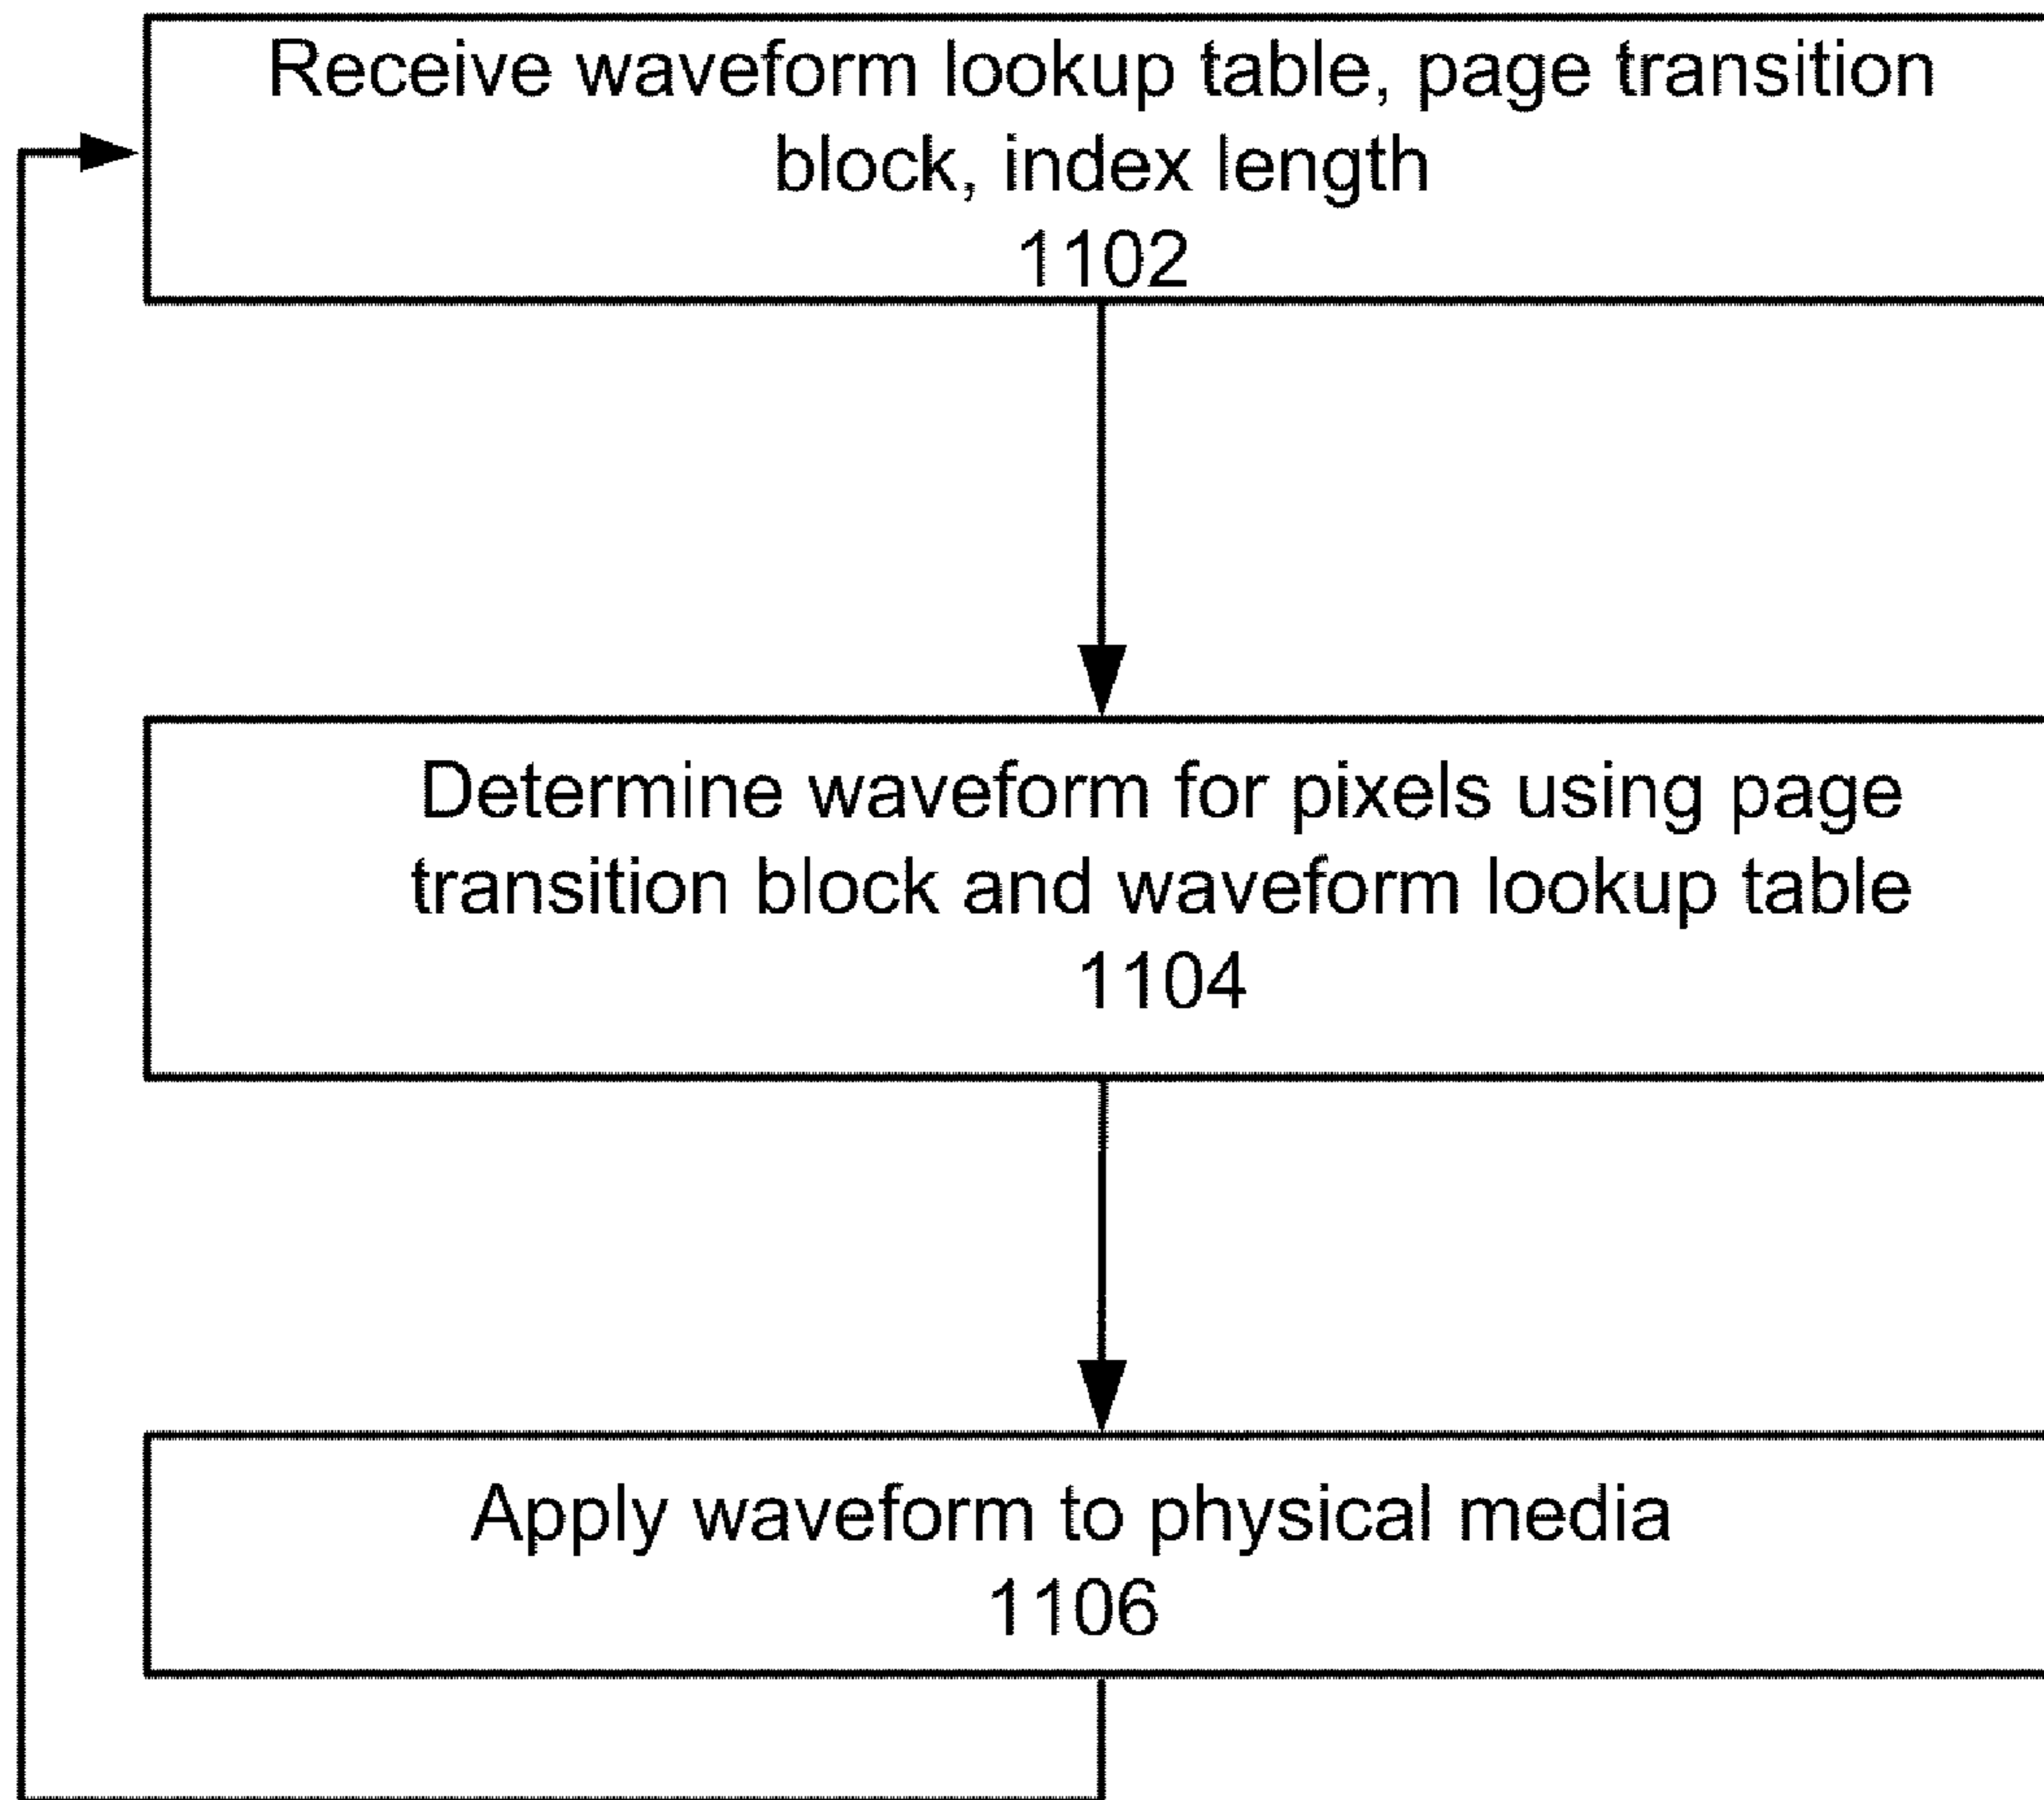 Receive waveform lookup table, page transition
block, index length
1102
Determine waveform for pixels using page
transition block and waveform lookup table
1104
Apply waveform to physical media
1106